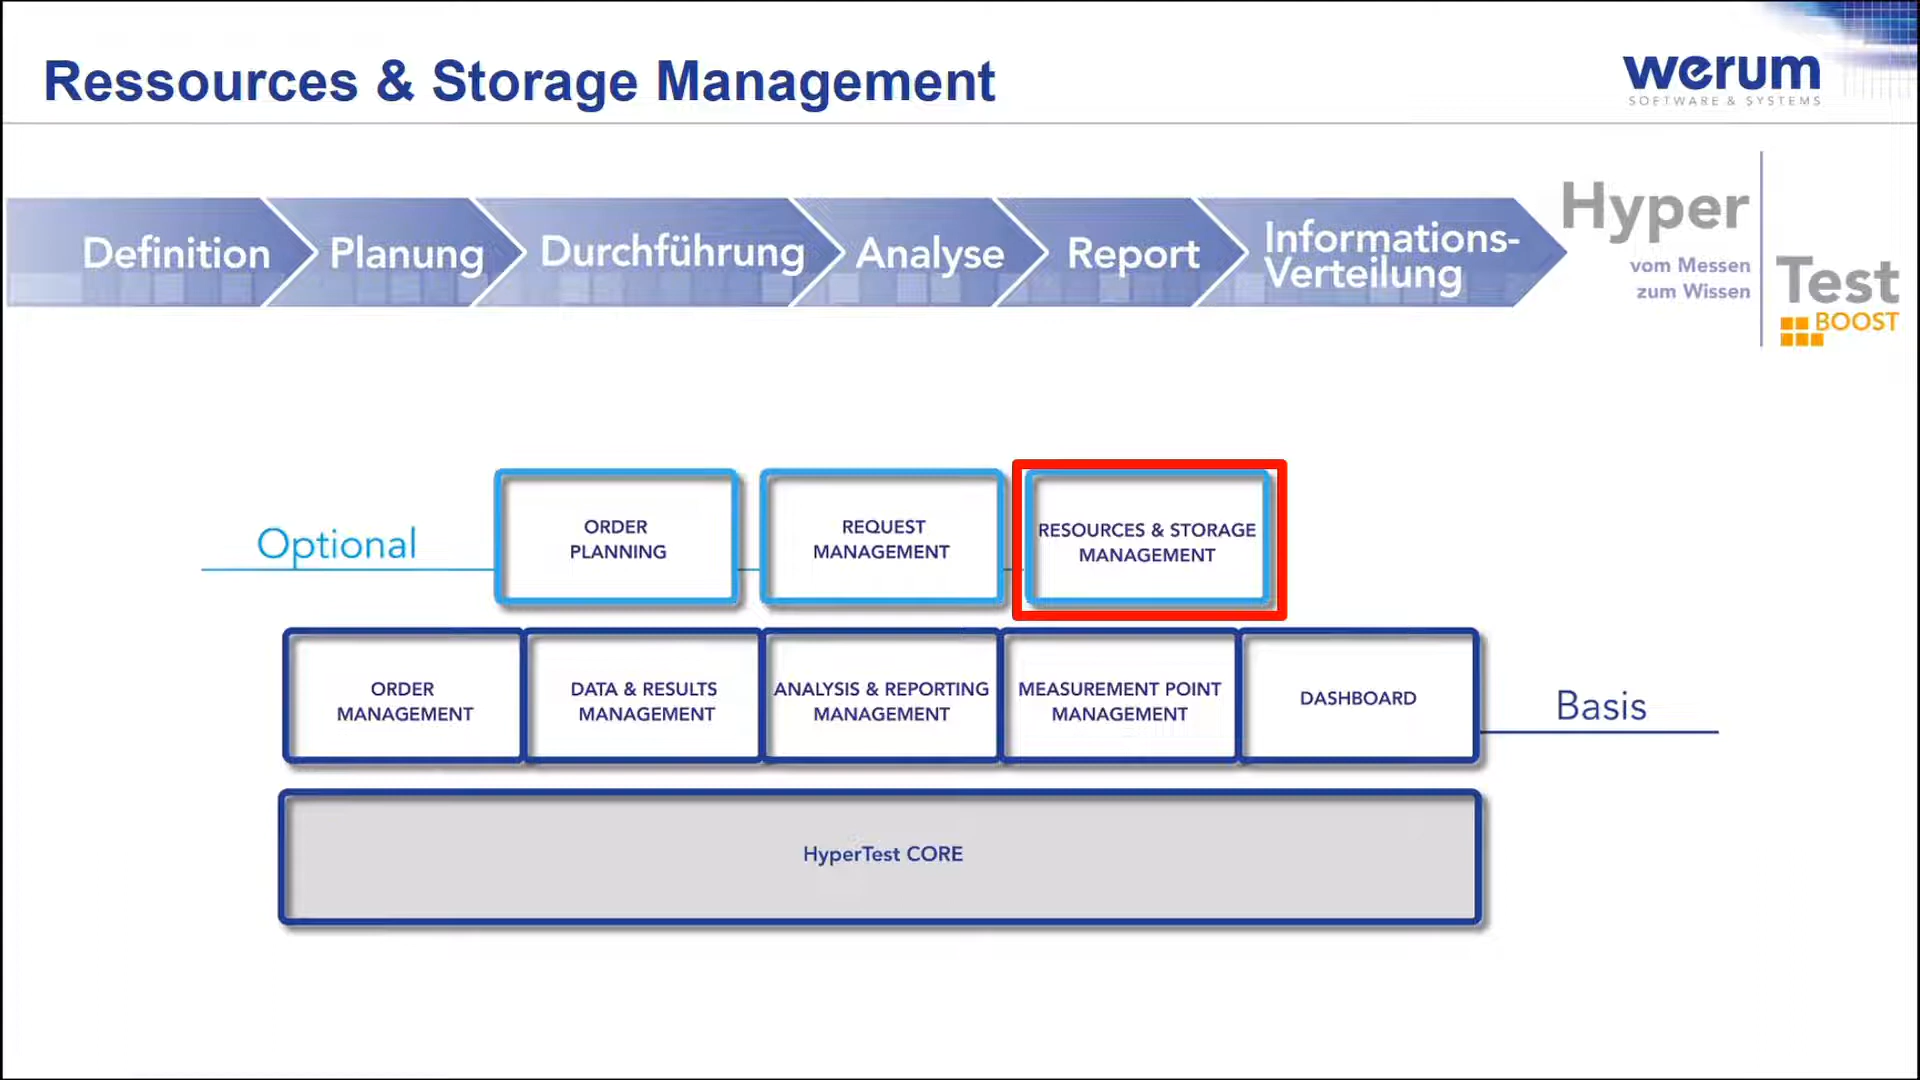 Ressources & Storage Management
werum
SOFTWARE & SYSTEMS
Definition
Planung
Durchführung
Analyse
Report
Informations-
Verteilung
Hyper
vom Messen
zum Wissen
Test
BOOST
Optional
ORDER
PLANNING
REQUEST
MANAGEMENT
RESOURCES & STORAGE
MANAGEMENT
ORDER
MANAGEMENT
DATA & RESULTS
MANAGEMENT
ANALYSIS & REPORTING
MANAGEMENT
MEASUREMENT POINT
MANAGEMENT
DASHBOARD
Basis
HyperTest CORE